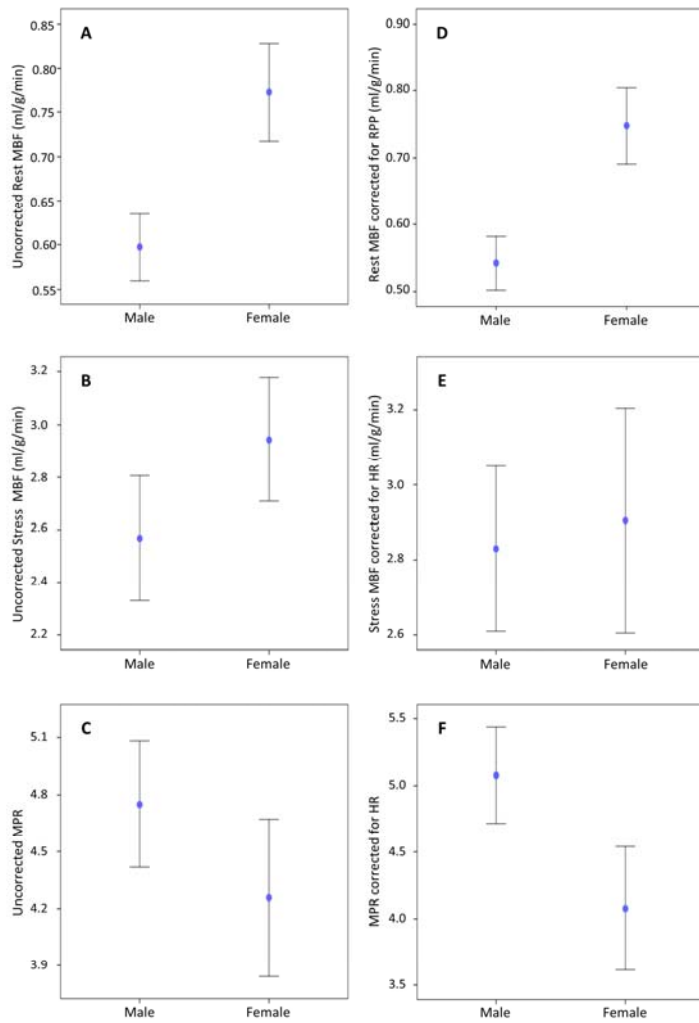 A
Uncorrected Rest MBF (ml/g/min)
0.85
0.80
0.75
0.70
0.65
0.60
0.55
Male Female
D
Rest MBF corrected for RPP (ml/g/min)
0.90
0.80
0.70
0.60
0.50
Male Female
B
Uncorrected Stress MBF (ml/g/min)
3.2
3.0
2.8
2.6
2.4
2.2
Male Female
E
Stress MBF corrected for HR (ml/g/min)
3.2
3.0
2.8
2.6
Male Female
C
Uncorrected MPR
5.1
4.8
4.5
4.2
3.9
Male Female
F
MPR corrected for HR
5.5
5.0
4.5
4.0
3.5
Male Female